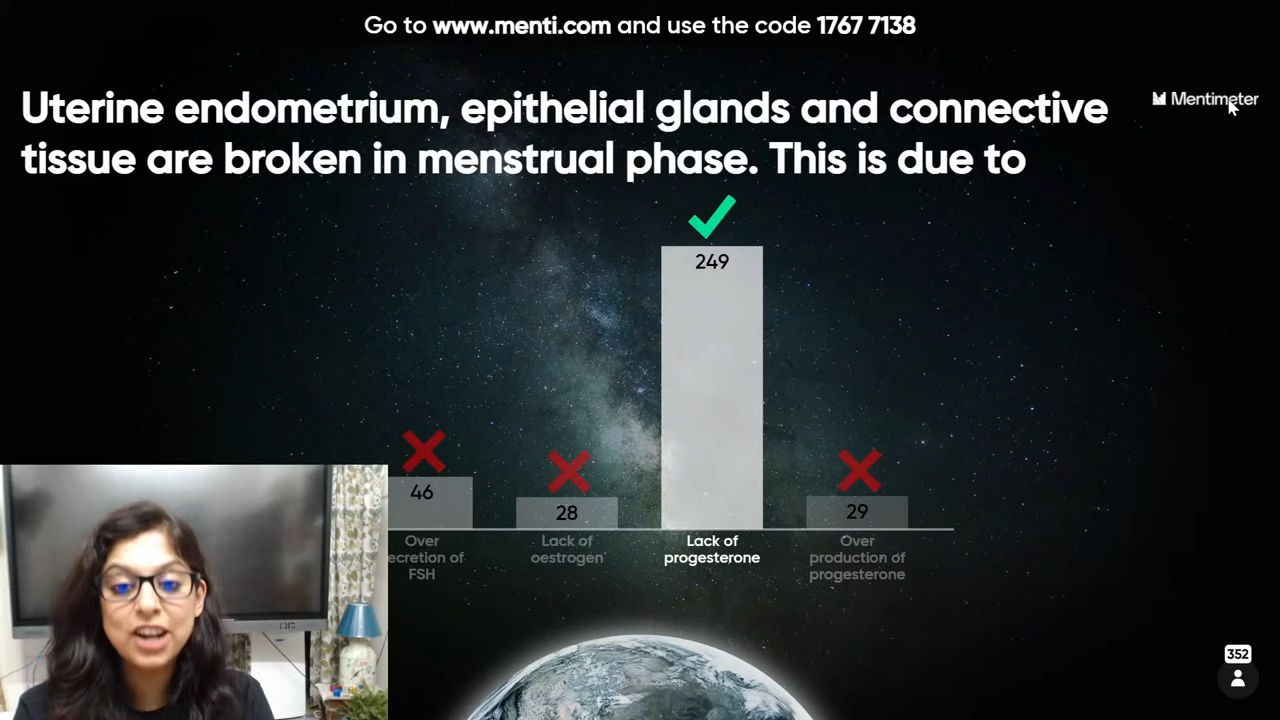 Go to www.menti.com and use the code 1767 7138
Mentimeter
Uterine endometrium, epithelial glands and connective
tissue are broken in menstrual phase. This is due to
249
46
28
29
Over
ecretion of
FSH
Lack of
oestrogen
Lack of
progesterone
Over
production of
progesterone
352